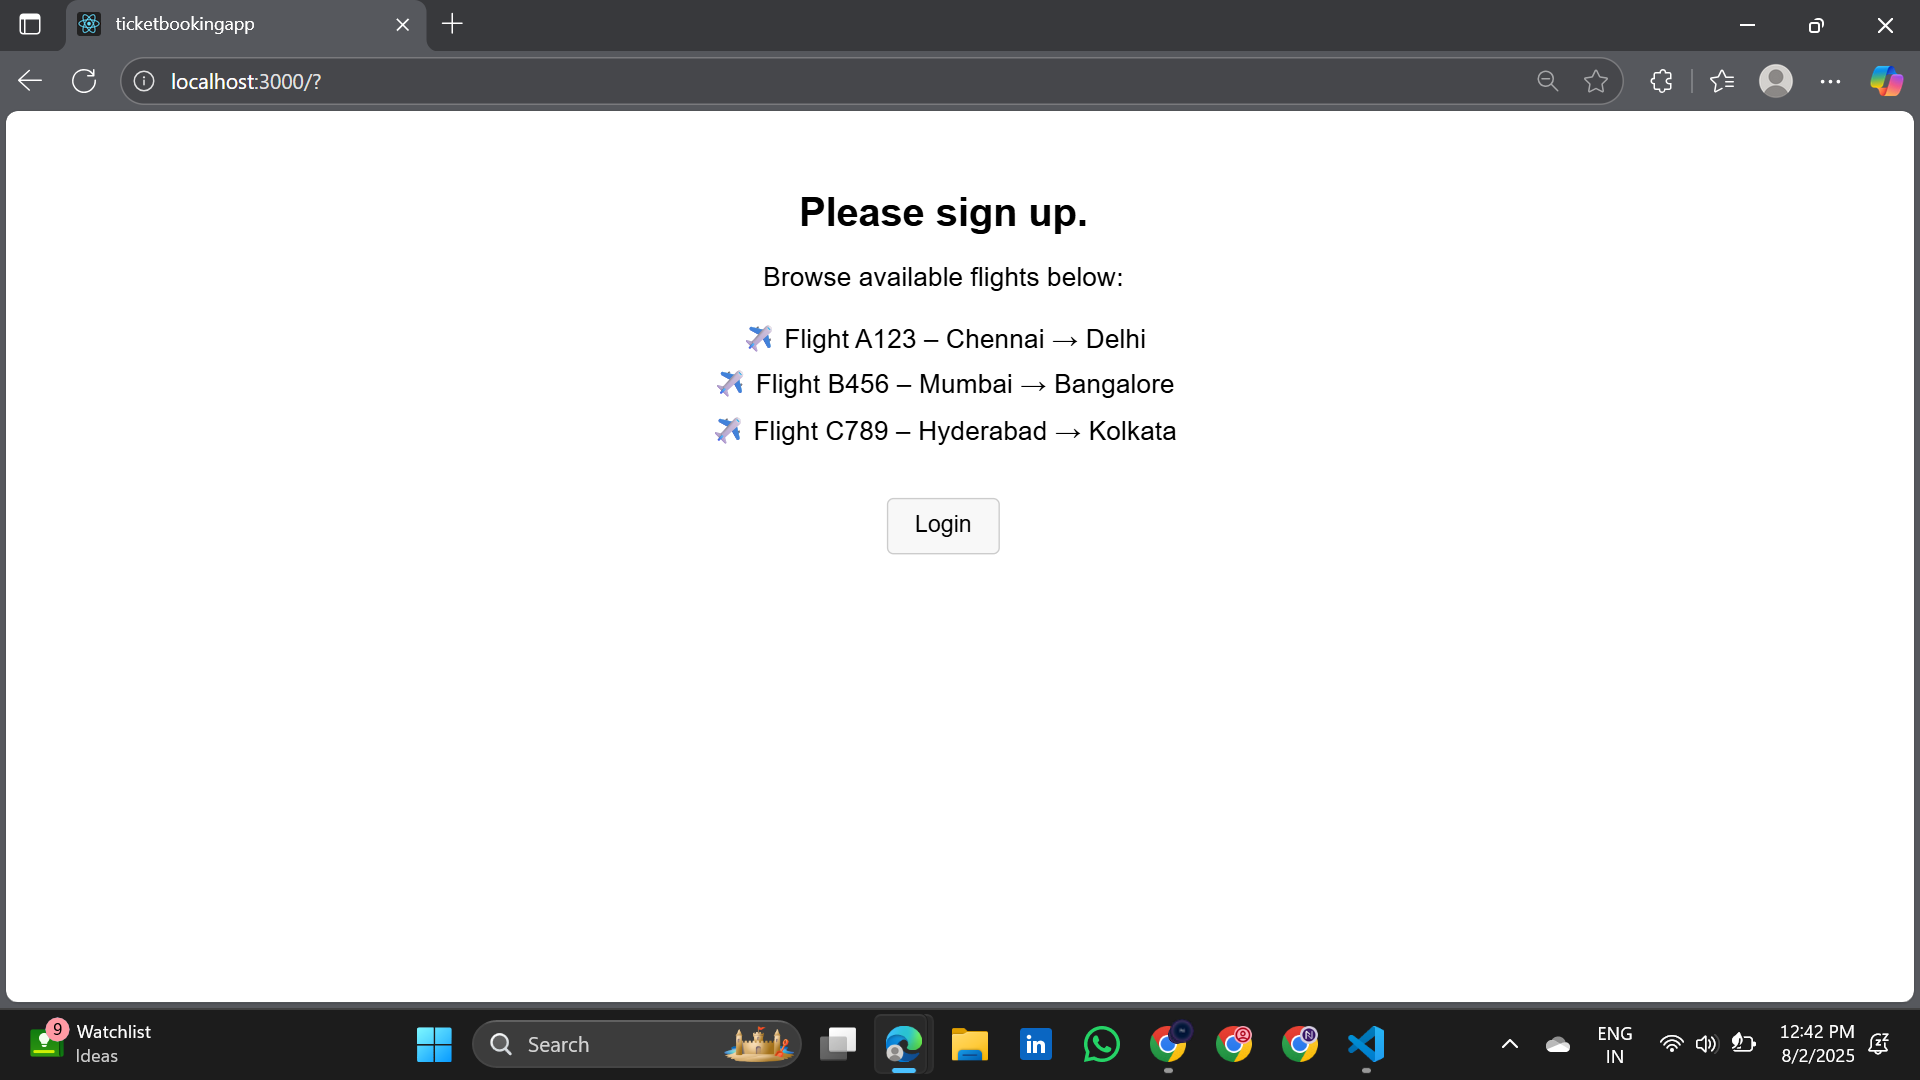 ticketbookingapp
localhost:3000/?
Please sign up.
Browse available flights below:
Flight A123 – Chennai → Delhi
Flight B456 – Mumbai → Bangalore
Flight C789 – Hyderabad → Kolkata
Login
9
Watchlist
Ideas
Search
in
N
ENG
IN
12:42 PM
8/2/2025